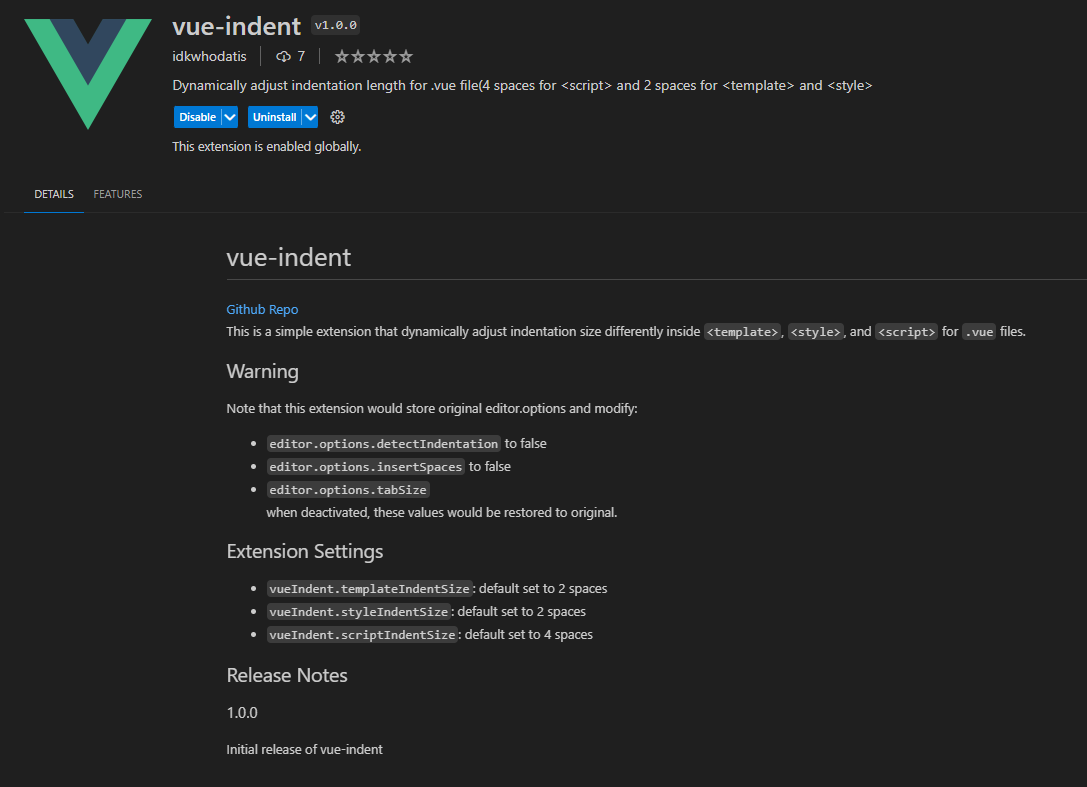 vue-indent v1.0.0
idkwhodatis 7
Dynamically adjust indentation length for .vue file(4 spaces for <script> and 2 spaces for <template> and <style>
Disable Uninstall
This extension is enabled globally.
DETAILS FEATURES
vue-indent
Github Repo
This is a simple extension that dynamically adjust indentation size differently inside <template>, <style>, and <script> for .vue files.
Warning
Note that this extension would store original editor.options and modify:
editor.options.detectIndentation to false
editor.options.insertSpaces to false
editor.options.tabSize
when deactivated, these values would be restored to original.
Extension Settings
vueIndent.templateIndentSize: default set to 2 spaces
vueIndent.styleIndentSize: default set to 2 spaces
vueIndent.scriptIndentSize: default set to 4 spaces
Release Notes
1.0.0
Initial release of vue-indent